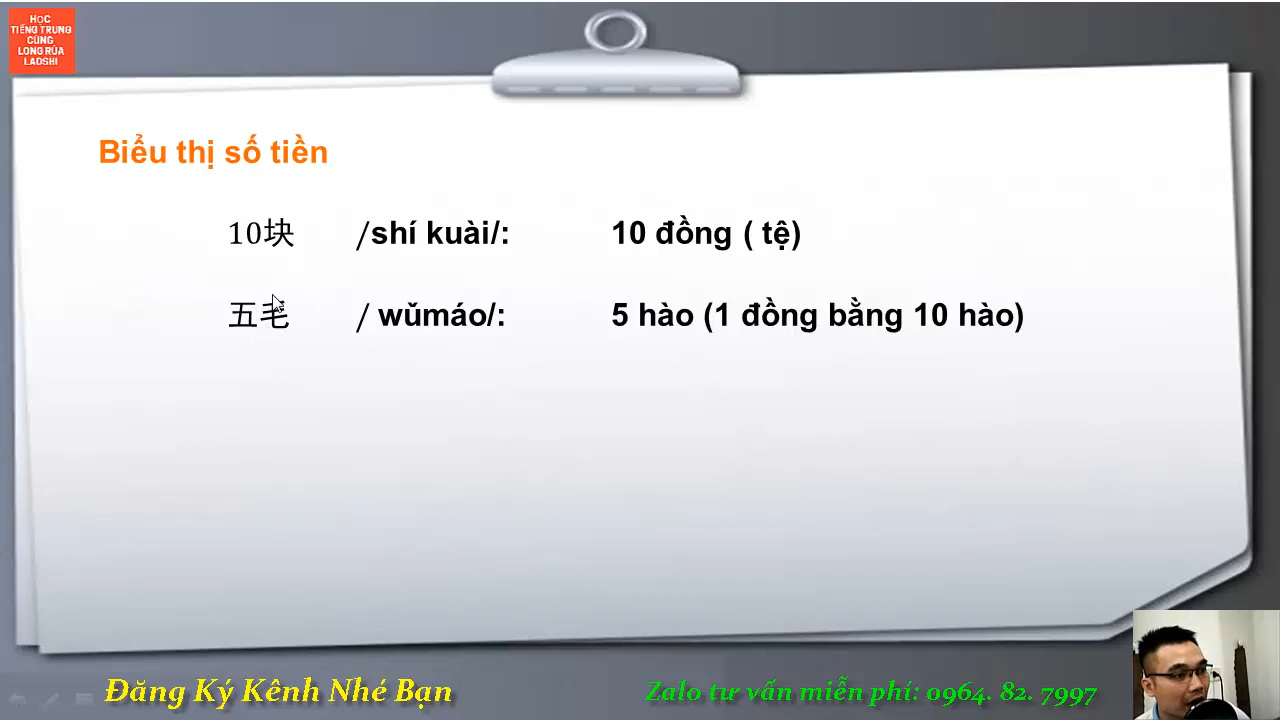 HỌC
TIẾNG TRUNG
CÙNG
LONG RÙA
LADSHI
Biểu thị số tiền
10块 /shí kuài/: 10 đồng ( tệ)
五毛 / wǔmáo/: 5 hào (1 đồng bằng 10 hào)
Đăng Ký Kênh Nhé Bạn
Zalo tư vấn miễn phí: 0964. 82. 7997